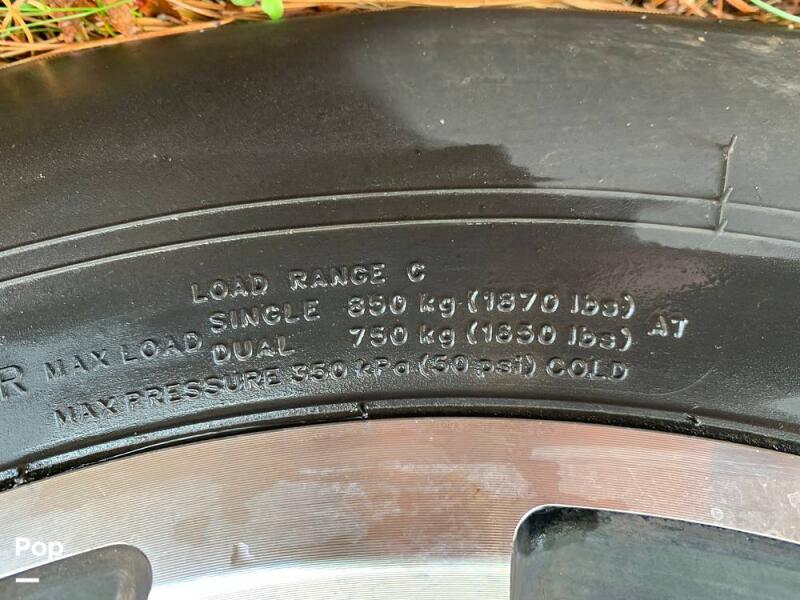 LOAD RANGE C
SINGLE 850 kg (1870 lbs)
R MAX LOAD AT
DUAL 750 kg (1650 lbs)
MAX PRESSURE 350 kPa (50 psi) COLD
Pop